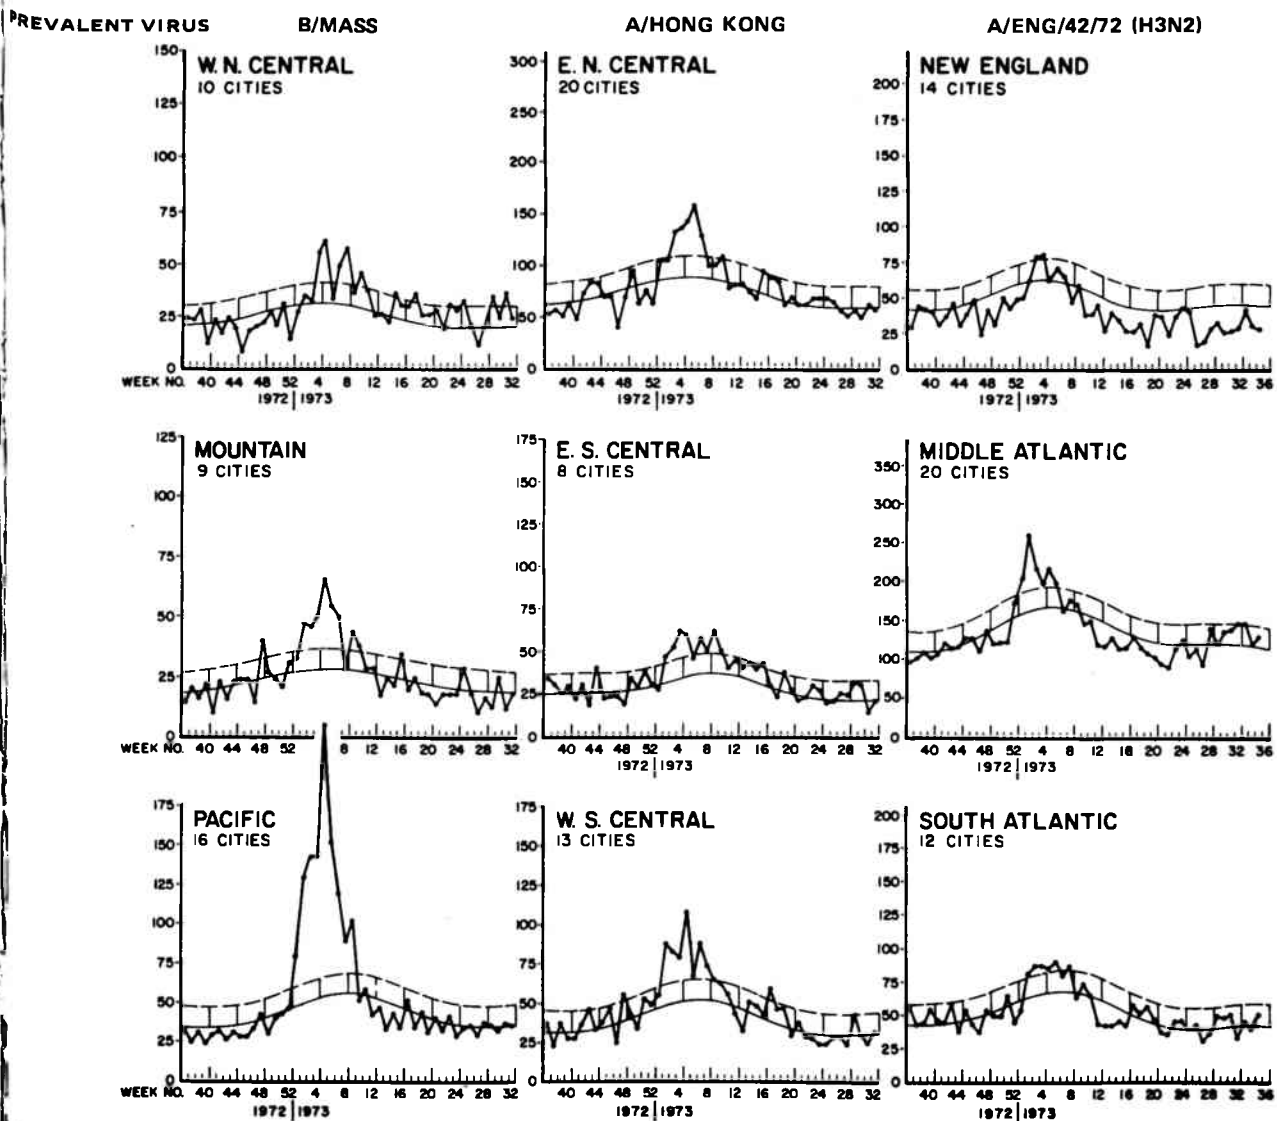 PREVALENT VIRUS B/MASS A/HONG KONG A/ENG/42/72 (H3N2)
W. N. CENTRAL
10 CITIES
150
125
100
75
50
25
0
WEEK NO. 40 44 48 52 4 8 12 16 20 24 28 32
1972 1973
E. N. CENTRAL
20 CITIES
300
250
200
150
100
50
0
40 44 48 52 4 8 12 16 20 24 28 32
1972 1973
NEW ENGLAND
14 CITIES
200
175
150
125
100
75
50
25
0
40 44 48 52 4 8 12 16 20 24 28 32 36
1972 1973
MOUNTAIN
9 CITIES
125
100
75
50
25
0
WEEK NO. 40 44 48 52 8 12 16 20 24 28 32
E. S. CENTRAL
8 CITIES
175
150
125
100
75
50
25
0
40 44 48 52 4 8 12 16 20 24 28 32
1972 1973
MIDDLE ATLANTIC
20 CITIES
350
300
250
200
150
100
50
0
40 44 48 52 4 8 12 16 20 24 28 32 36
1972 1973
PACIFIC
16 CITIES
175
150
125
100
75
50
25
0
WEEK NO. 40 44 48 52 4 8 12 16 20 24 28 32
1972 1973
W. S. CENTRAL
13 CITIES
175
150
125
100
75
50
25
0
40 44 48 52 4 8 12 16 20 24 28 32
1972 1973
SOUTH ATLANTIC
12 CITIES
200
175
150
125
100
75
50
25
0
40 44 48 52 4 8 12 16 20 24 28 32 36
1972 1973